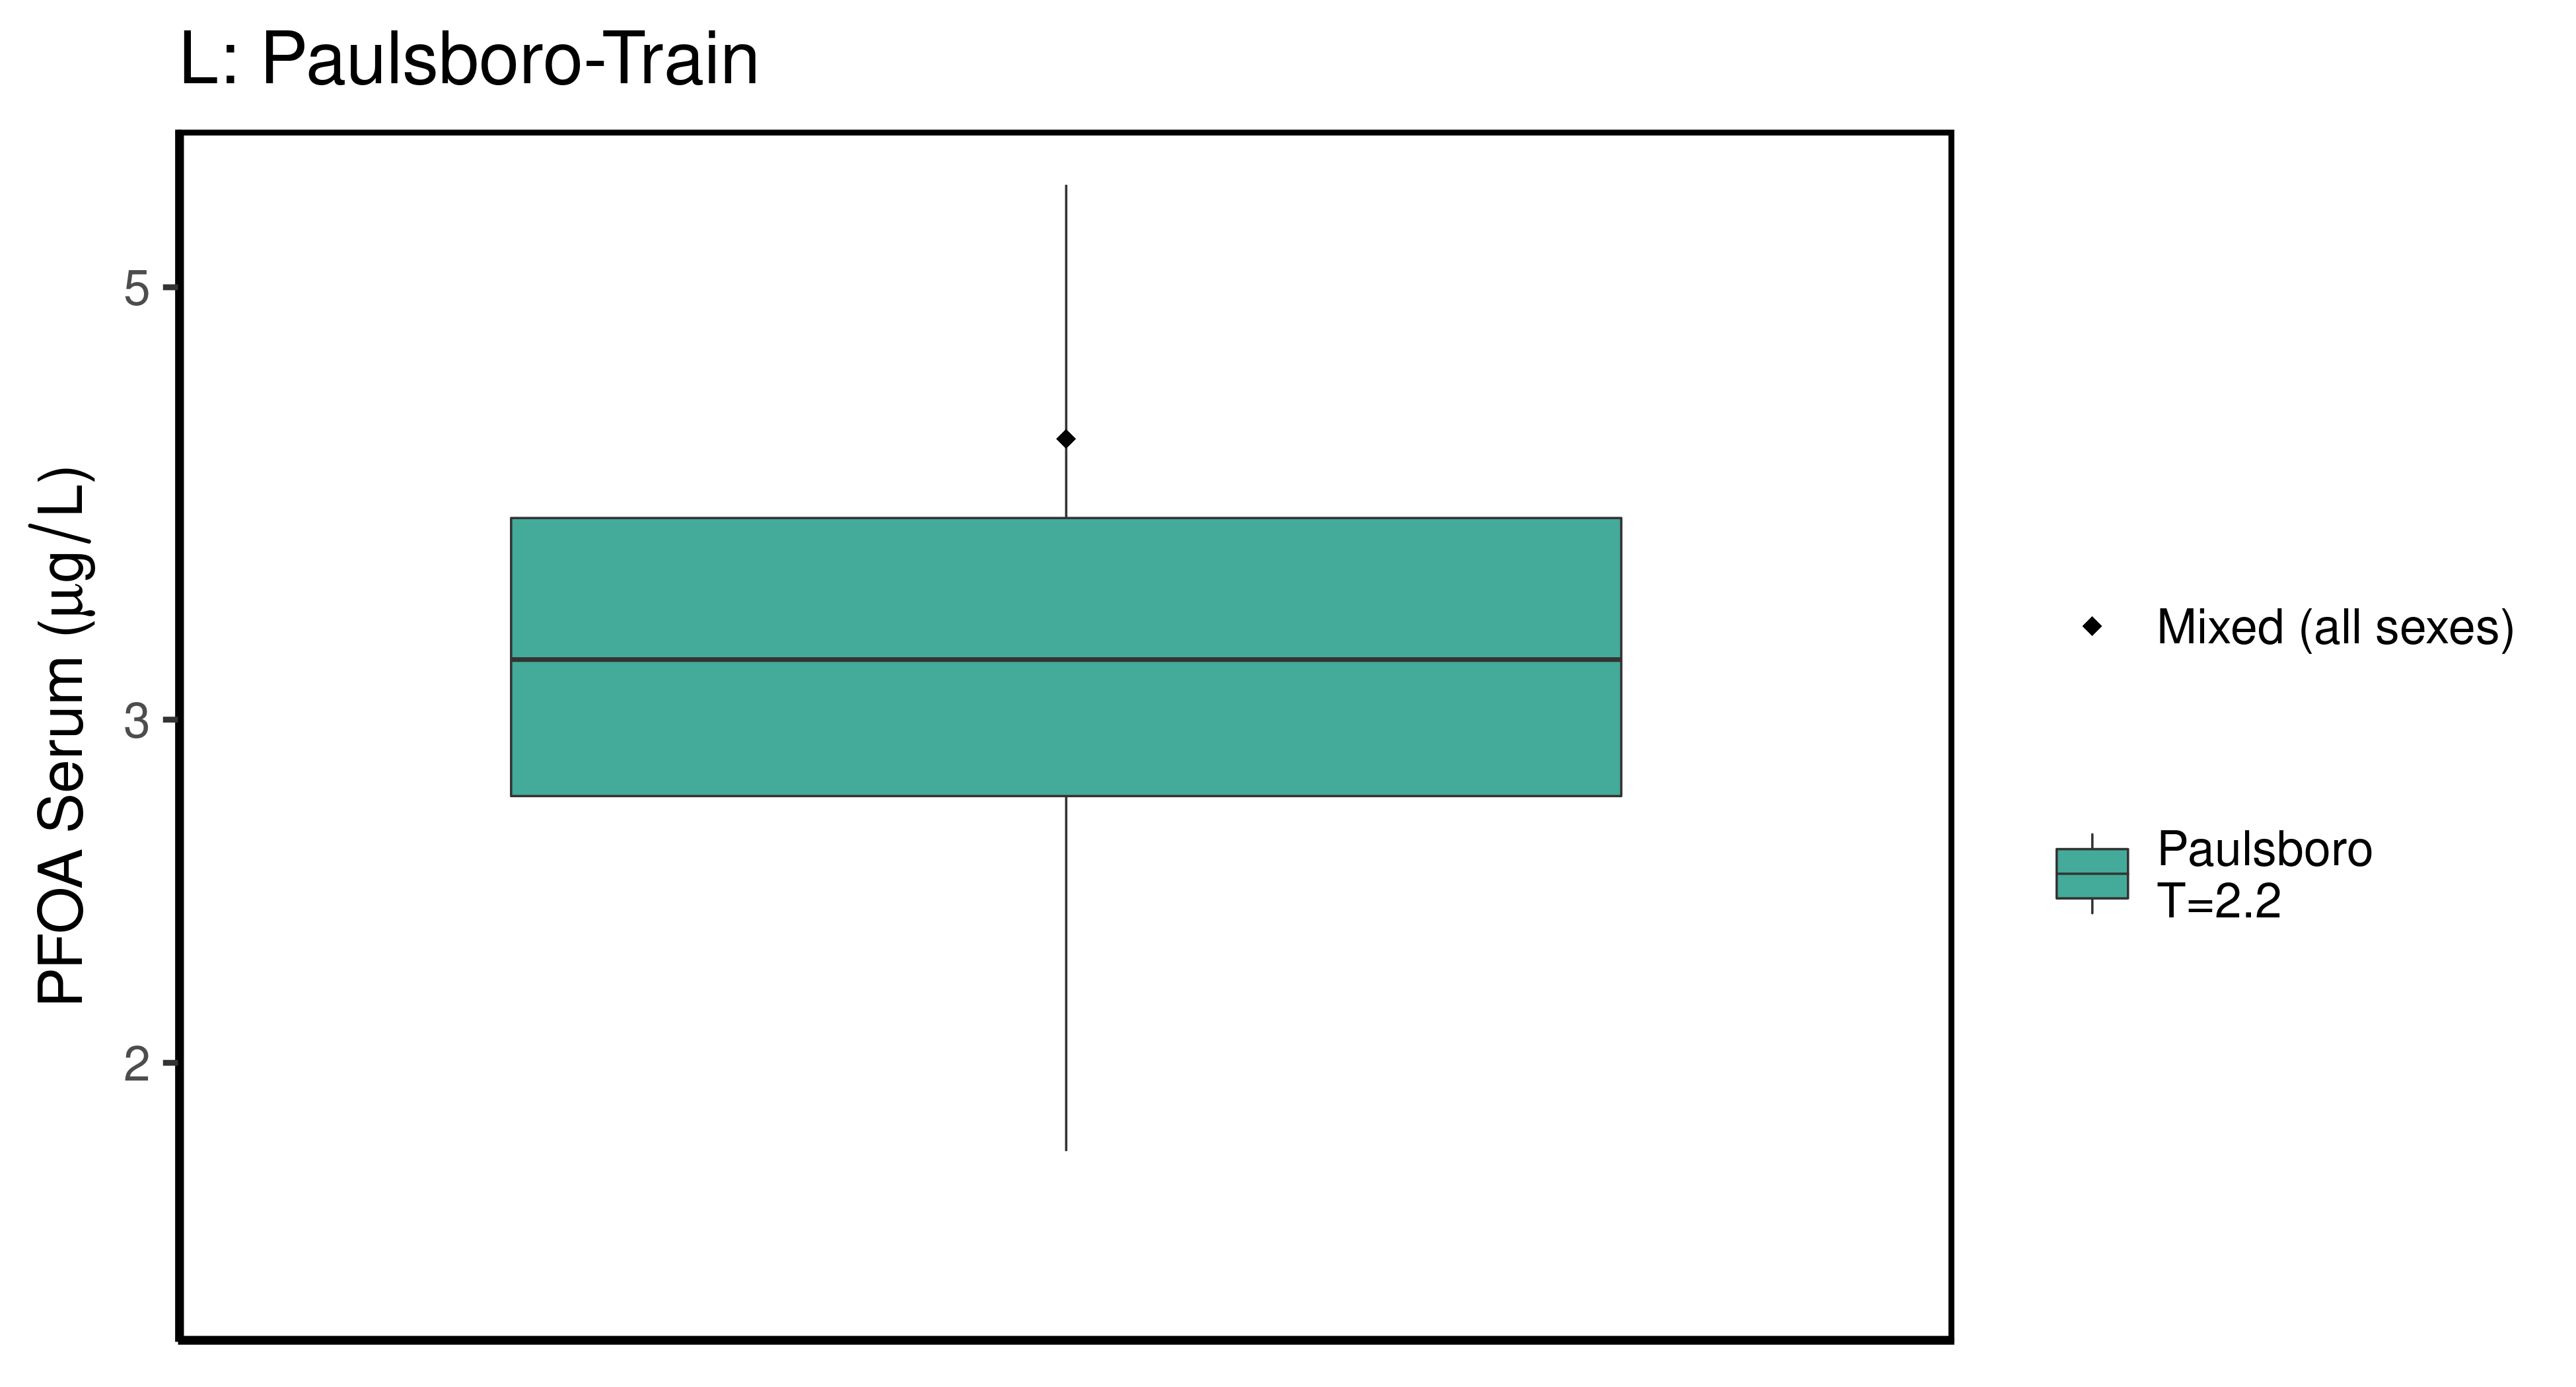 L: Paulsboro-Train
PFOA Serum (μg/L)
5
3
2
Mixed (all sexes)
Paulsboro
T=2.2